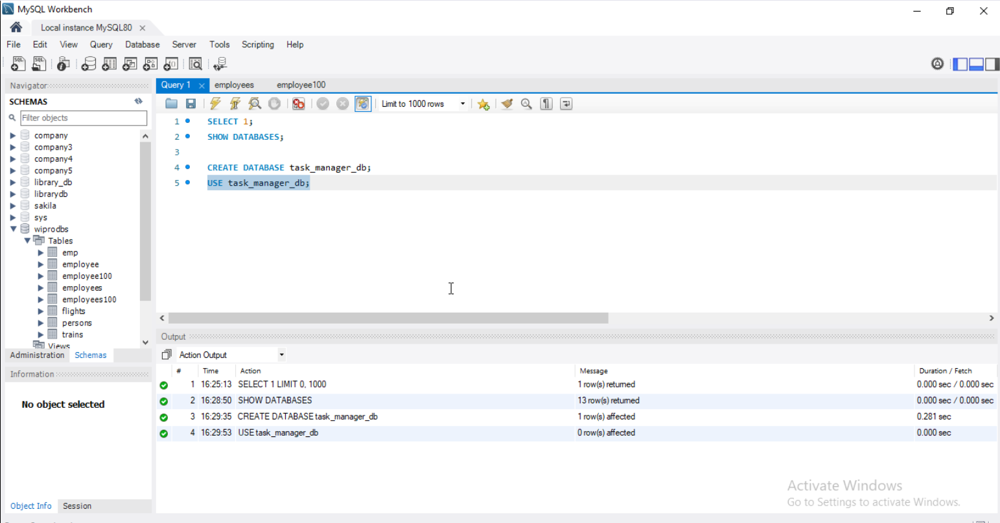 MySQL Workbench
Local instance MySQL80
File Edit View Query Database Server Tools Scripting Help
Navigator
SCHEMAS
Filter objects
company
company3
company4
company5
library_db
librarydb
sakila
sys
wiprodbs
Tables
emp
employee
employee100
employees
employees100
flights
persons
trains
Views
Administration Schemas
Information
No object selected
Object Info Session
Query 1 employees employee100
Limit to 1000 rows
1 SELECT 1;
2 SHOW DATABASES;
3
4 CREATE DATABASE task_manager_db;
5 USE task_manager_db;
Output
Action Output
# Time Action Message Duration / Fetch
1 16:25:13 SELECT 1 LIMIT 0, 1000 1 row(s) returned 0.000 sec / 0.000 sec
2 16:28:50 SHOW DATABASES 13 row(s) returned 0.000 sec / 0.000 sec
3 16:29:35 CREATE DATABASE task_manager_db 1 row(s) affected 0.281 sec
4 16:29:53 USE task_manager_db 0 row(s) affected 0.000 sec
Activate Windows
Go to Settings to activate Windows.